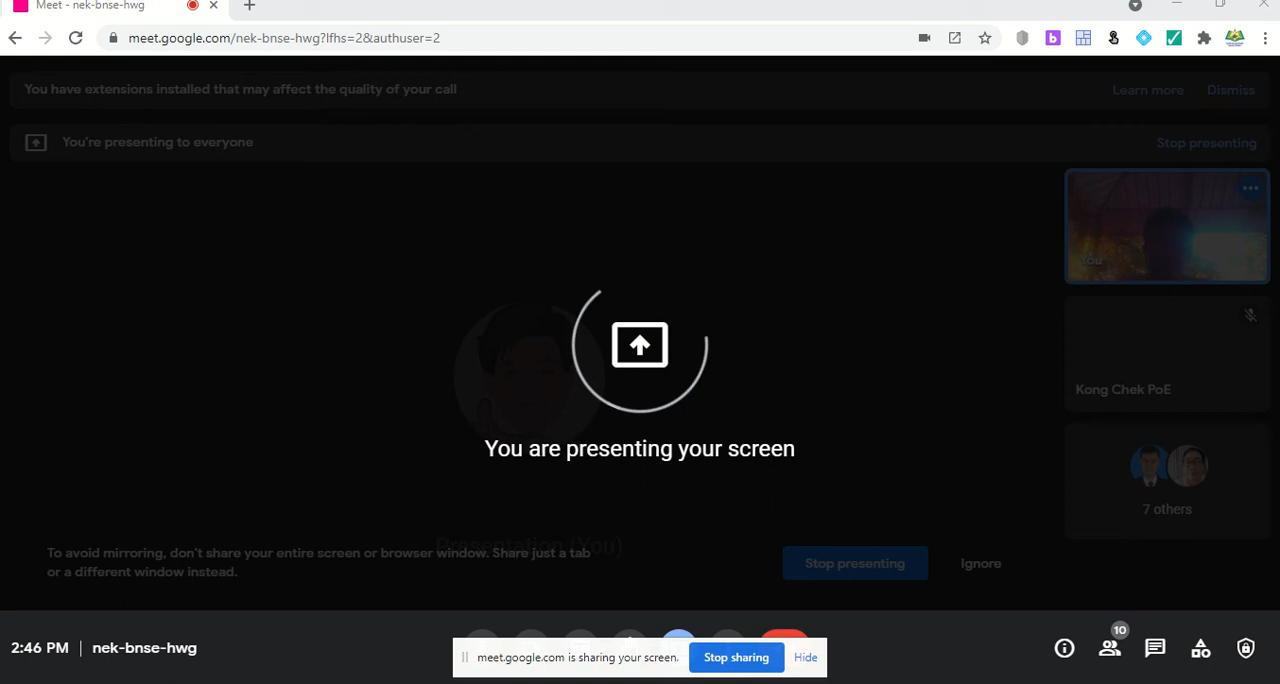 Meet - nek-bnse-hwg
meet.google.com/nek-bnse-hwg?lfhs=2&authuser=2
You have extensions installed that may affect the quality of your call
Learn more
Dismiss
You're presenting to everyone
Stop presenting
You
Kong Chek PoE
7 others
You are presenting your screen
Presentation (You)
To avoid mirroring, don't share your entire screen or browser window. Share just a tab
or a different window instead.
Stop presenting
Ignore
2:46 PM | nek-bnse-hwg
meet.google.com is sharing your screen.
Stop sharing
Hide
10